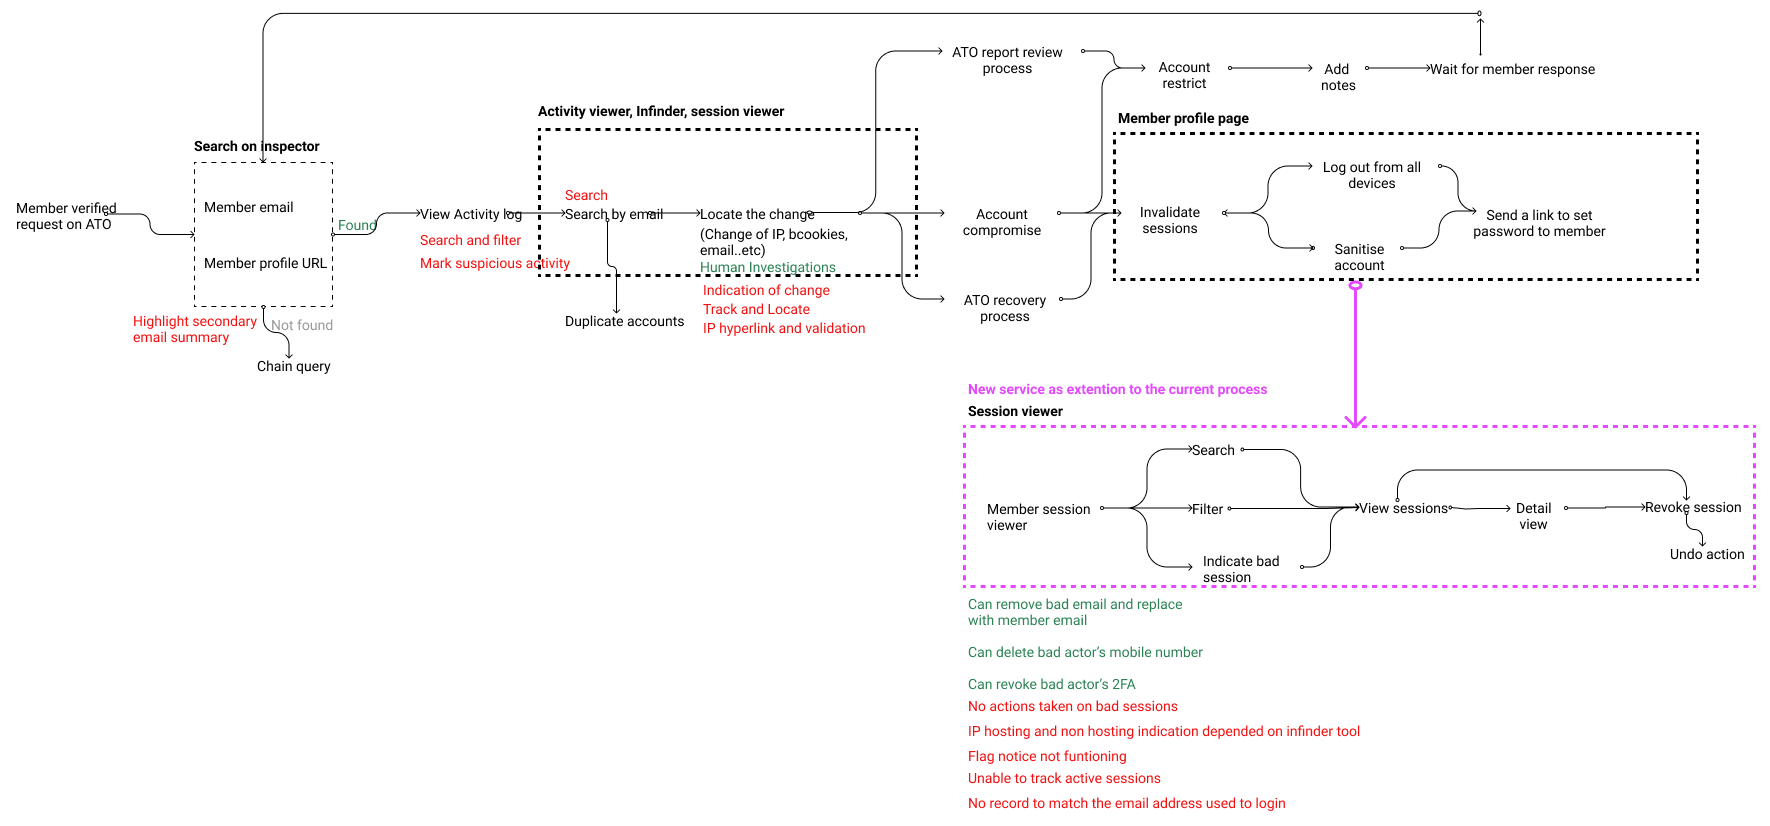 Member verified
request on ATO
Search on inspector
Member email
Member profile URL
Highlight secondary
email summary
Not found
Chain query
Found
View Activity log
Search and filter
Mark suspicious activity
Activity viewer, Infinder, session viewer
Search
Search by email
Duplicate accounts
Locate the change
(Change of IP, bcookies,
email..etc)
Human Investigations
Indication of change
Track and Locate
IP hyperlink and validation
ATO report review
process
Account
compromise
ATO recovery
process
Account
restrict
Add
notes
Wait for member response
Member profile page
Invalidate
sessions
Log out from all
devices
Sanitise
account
Send a link to set
password to member
New service as extention to the current process
Session viewer
Member session
viewer
Search
Filter
Indicate bad
session
View sessions
Detail
view
Revoke session
Undo action
Can remove bad email and replace
with member email
Can delete bad actor’s mobile number
Can revoke bad actor’s 2FA
No actions taken on bad sessions
IP hosting and non hosting indication depended on infinder tool
Flag notice not funtioning
Unable to track active sessions
No record to match the email address used to login